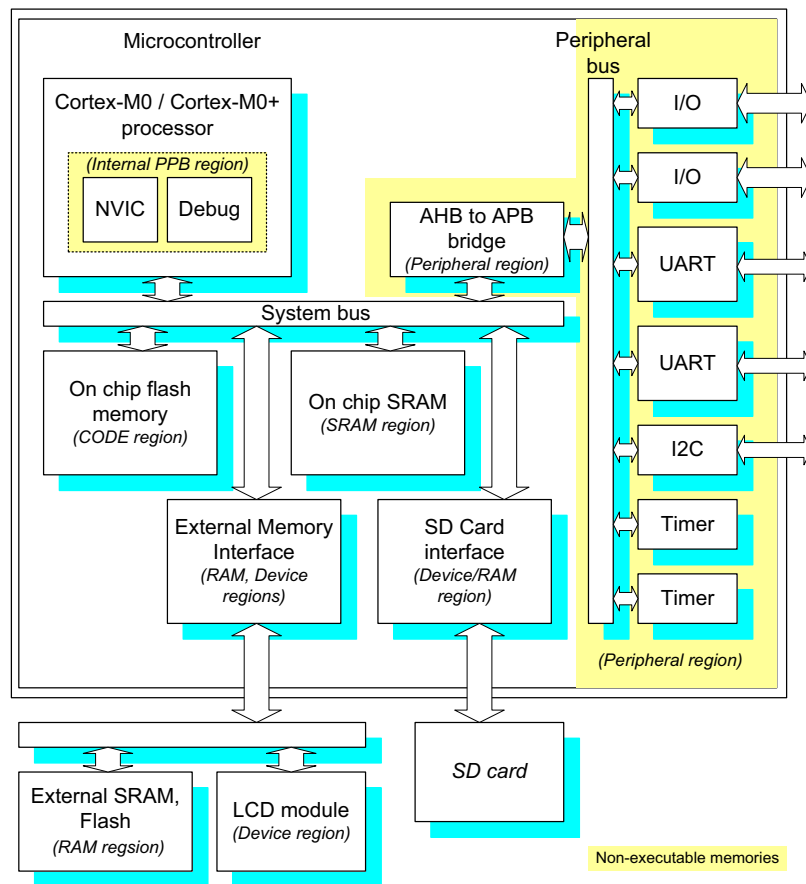 Microcontroller
Peripheral
bus
Cortex-M0 / Cortex-M0+
processor
(Internal PPB region)
NVIC
Debug
AHB to APB
bridge
(Peripheral region)
I/O
I/O
UART
UART
I2C
Timer
Timer
(Peripheral region)
System bus
On chip flash
memory
(CODE region)
On chip SRAM
(SRAM region)
External Memory
Interface
(RAM, Device
regions)
SD Card
interface
(Device/RAM
region)
External SRAM,
Flash
(RAM regsion)
LCD module
(Device region)
SD card
Non-executable memories